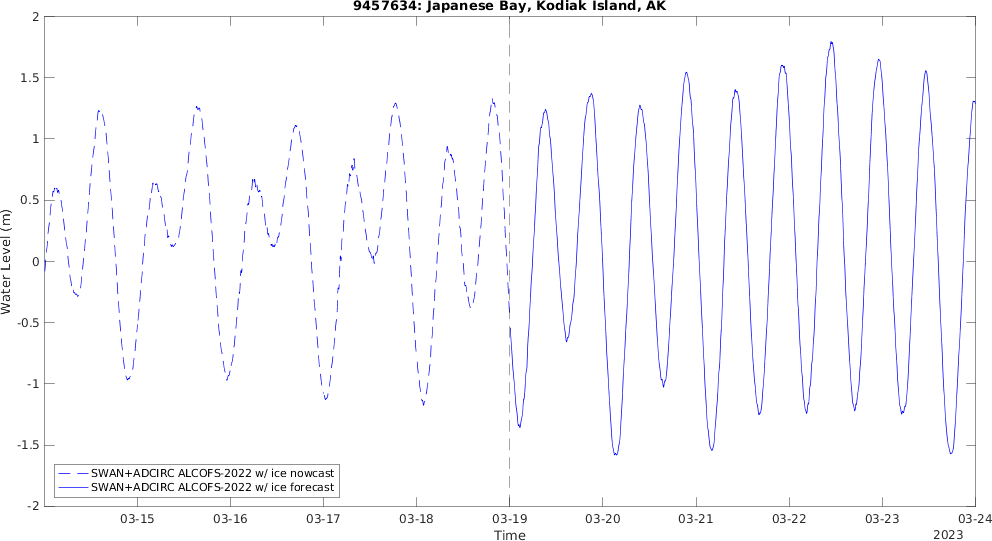 9457634: Japanese Bay, Kodiak Island, AK
2
1.5
1
0.5
0
-0.5
-1
-1.5
-2
Water Level (m)
SWAN+ADCIRC ALCOFS-2022 w/ ice nowcast
SWAN+ADCIRC ALCOFS-2022 w/ ice forecast
03-15 03-16 03-17 03-18 03-19 03-20 03-21 03-22 03-23 03-24
Time
2023